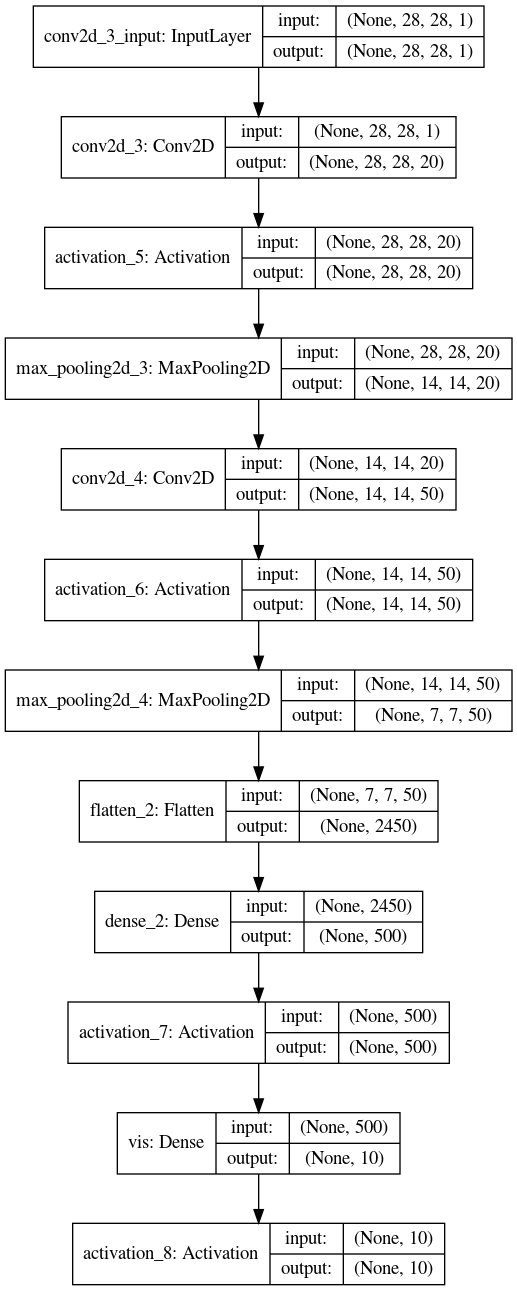 conv2d_3_input: InputLayer
input:
(None, 28, 28, 1)
output:
(None, 28, 28, 1)
conv2d_3: Conv2D
input:
(None, 28, 28, 1)
output:
(None, 28, 28, 20)
activation_5: Activation
input:
(None, 28, 28, 20)
output:
(None, 28, 28, 20)
max_pooling2d_3: MaxPooling2D
input:
(None, 28, 28, 20)
output:
(None, 14, 14, 20)
conv2d_4: Conv2D
input:
(None, 14, 14, 20)
output:
(None, 14, 14, 50)
activation_6: Activation
input:
(None, 14, 14, 50)
output:
(None, 14, 14, 50)
max_pooling2d_4: MaxPooling2D
input:
(None, 14, 14, 50)
output:
(None, 7, 7, 50)
flatten_2: Flatten
input:
(None, 7, 7, 50)
output:
(None, 2450)
dense_2: Dense
input:
(None, 2450)
output:
(None, 500)
activation_7: Activation
input:
(None, 500)
output:
(None, 500)
vis: Dense
input:
(None, 500)
output:
(None, 10)
activation_8: Activation
input:
(None, 10)
output:
(None, 10)